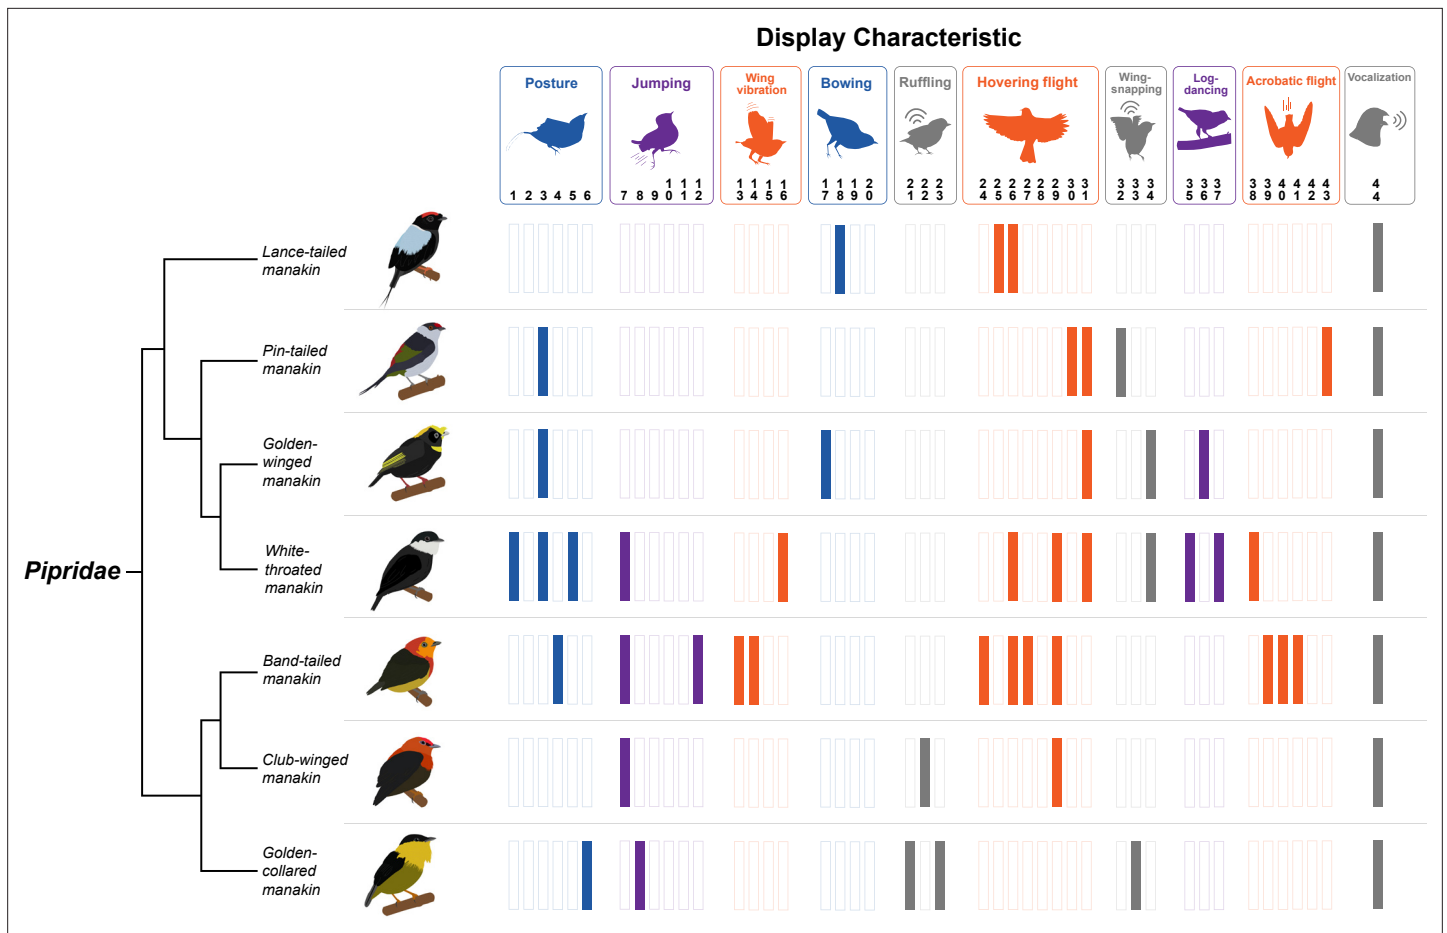 Display Characteristic
Posture
Jumping
Wing
vibration
Bowing
Ruffling
Hovering flight
Wing-
snapping
Log-
dancing
Acrobatic flight
Vocalization
1 2 3 4 5 6 7 8 9 10 11 12 13 14 15 16 17 18 19 20 21 22 23 24 25 26 27 28 29 30 31 32 33 34 35 36 37 38 39 40 41 42 43 44
Lance-tailed
manakin
Pin-tailed
manakin
Golden-
winged
manakin
White-
throated
manakin
Pipridae
Band-tailed
manakin
Club-winged
manakin
Golden-
collared
manakin